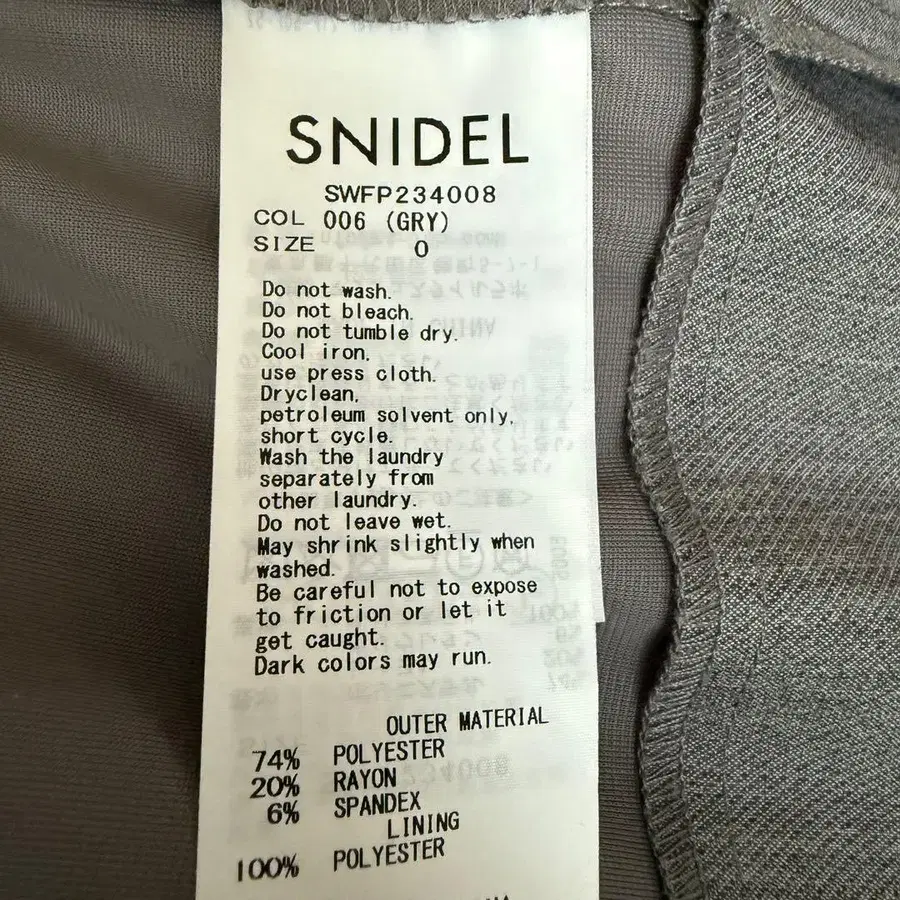 SNIDEL
SWFP234008
COL 006 (GRY)
SIZE 0
Do not wash.
Do not bleach.
Do not tumble dry.
Cool iron,
use press cloth.
Dryclean,
petroleum solvent only,
short cycle.
Wash the laundry
separately from
other laundry.
Do not leave wet.
May shrink slightly when
washed.
Be careful not to expose
to friction or let it
get caught.
Dark colors may run.
OUTER MATERIAL
74% POLYESTER
20% RAYON
6% SPANDEX
LINING
100% POLYESTER